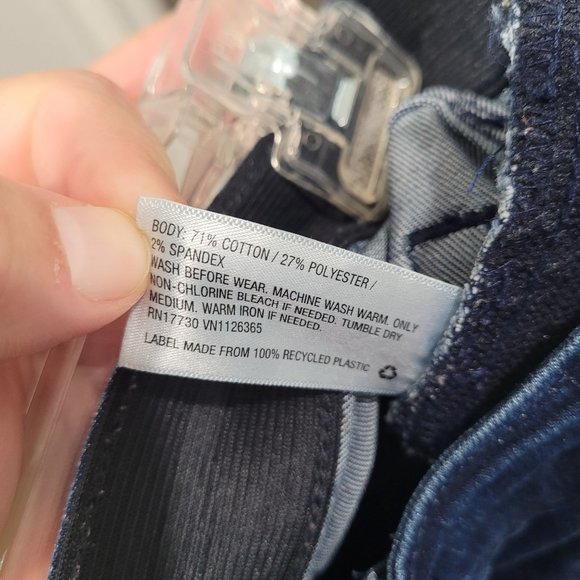 BODY: 71% COTTON / 27% POLYESTER /
2% SPANDEX
WASH BEFORE WEAR. MACHINE WASH WARM. ONLY
NON-CHLORINE BLEACH IF NEEDED. TUMBLE DRY
MEDIUM. WARM IRON IF NEEDED.
RN17730 VN1126365
LABEL MADE FROM 100% RECYCLED PLASTIC